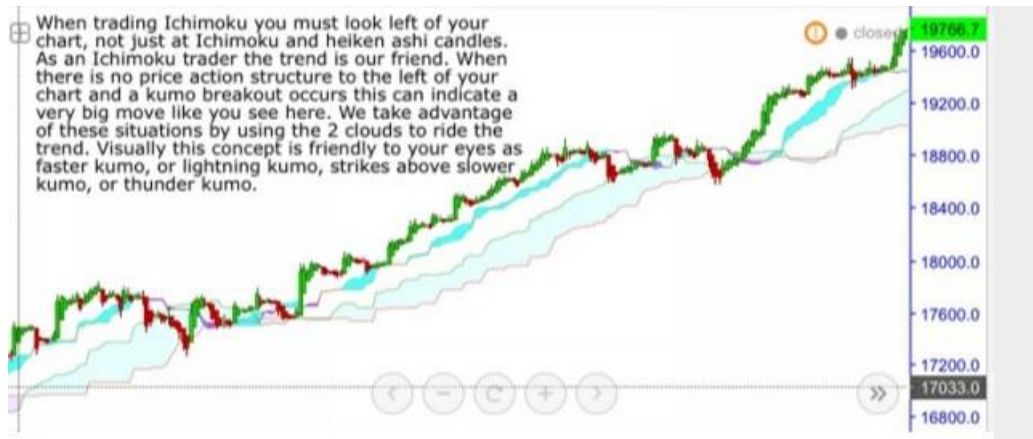 When trading Ichimoku you must look left of your
chart, not just at Ichimoku and heiken ashi candles.
As an Ichimoku trader the trend is our friend. When
there is no price action structure to the left of your
chart and a kumo breakout occurs this can indicate a
very big move like you see here. We take advantage
of these situations by using the 2 clouds to ride the
trend. Visually this concept is friendly to your eyes as
faster kumo, or lightning kumo, strikes above slower
kumo, or thunder kumo.
closed
19766.7
19600.0
19200.0
18800.0
18400.0
18000.0
17600.0
17200.0
17033.0
16800.0